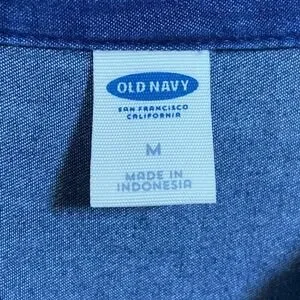 OLD NAVY
SAN FRANCISCO
CALIFORNIA
M
MADE IN
INDONESIA